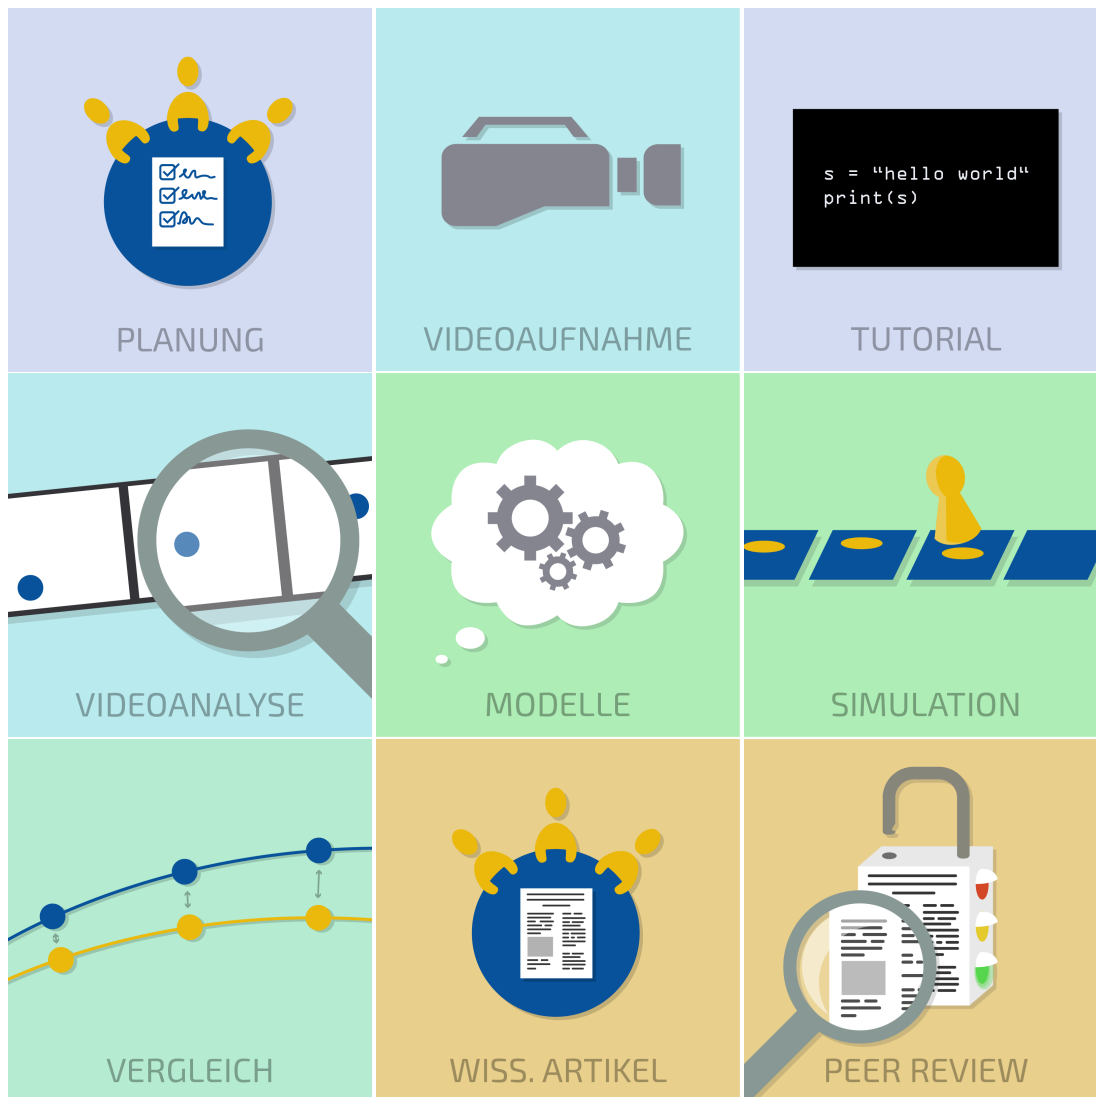 PLANUNG
VIDEOAUFNAHME
s = “hello world“
print(s)
TUTORIAL
VIDEOANALYSE
MODELLE
SIMULATION
VERGLEICH
WISS. ARTIKEL
PEER REVIEW